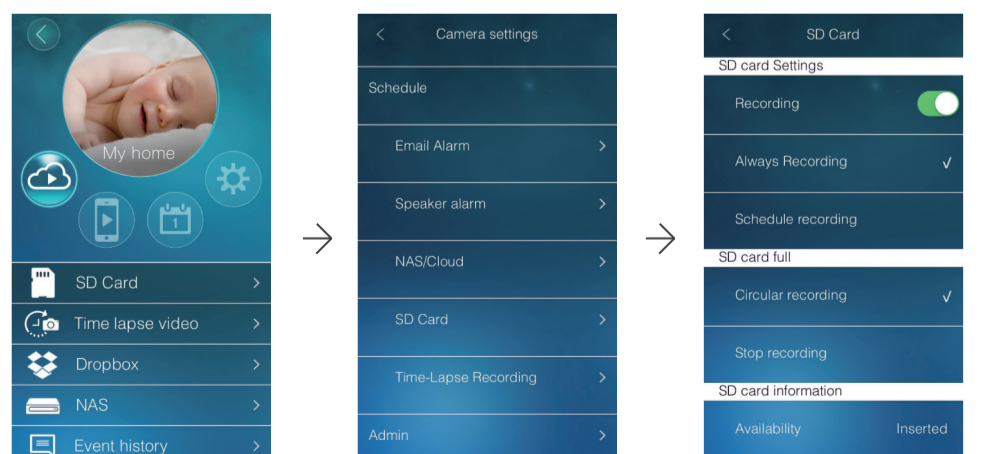 My home
1
SD Card
Time lapse video
Dropbox
NAS
Event history
Camera settings
Schedule
Email Alarm
Speaker alarm
NAS/Cloud
SD Card
Time-Lapse Recording
Admin
SD Card
SD card Settings
Recording
Always Recording
Schedule recording
SD card full
Circular recording
Stop recording
SD card information
Availability Inserted